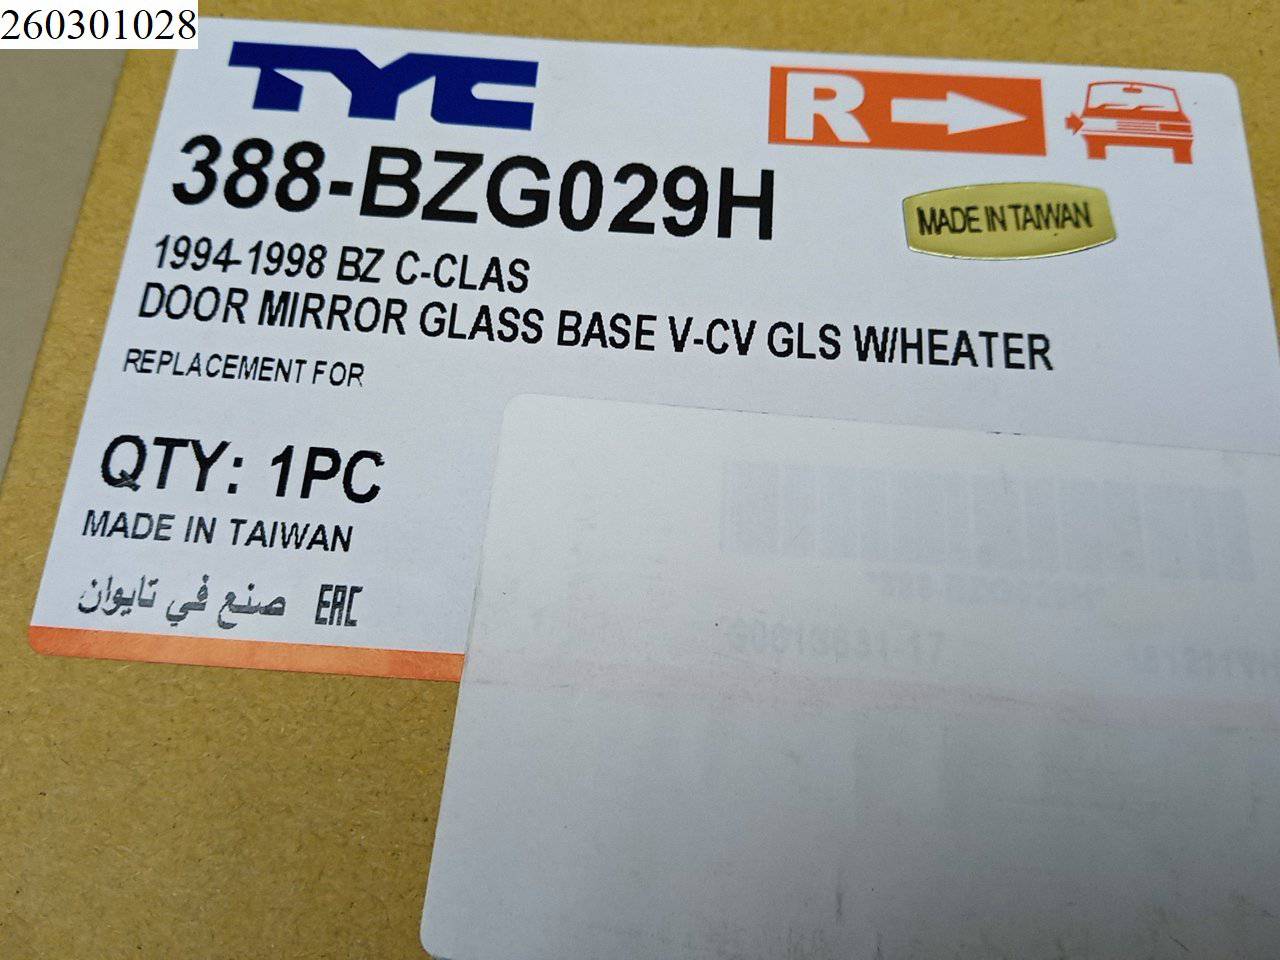 260301028
TYC
R
388-BZG029H
MADE IN TAIWAN
1994-1998 BZ C-CLAS
DOOR MIRROR GLASS BASE V-CV GLS W/HEATER
REPLACEMENT FOR
QTY: 1PC
MADE IN TAIWAN
صنع في تايوان EAC